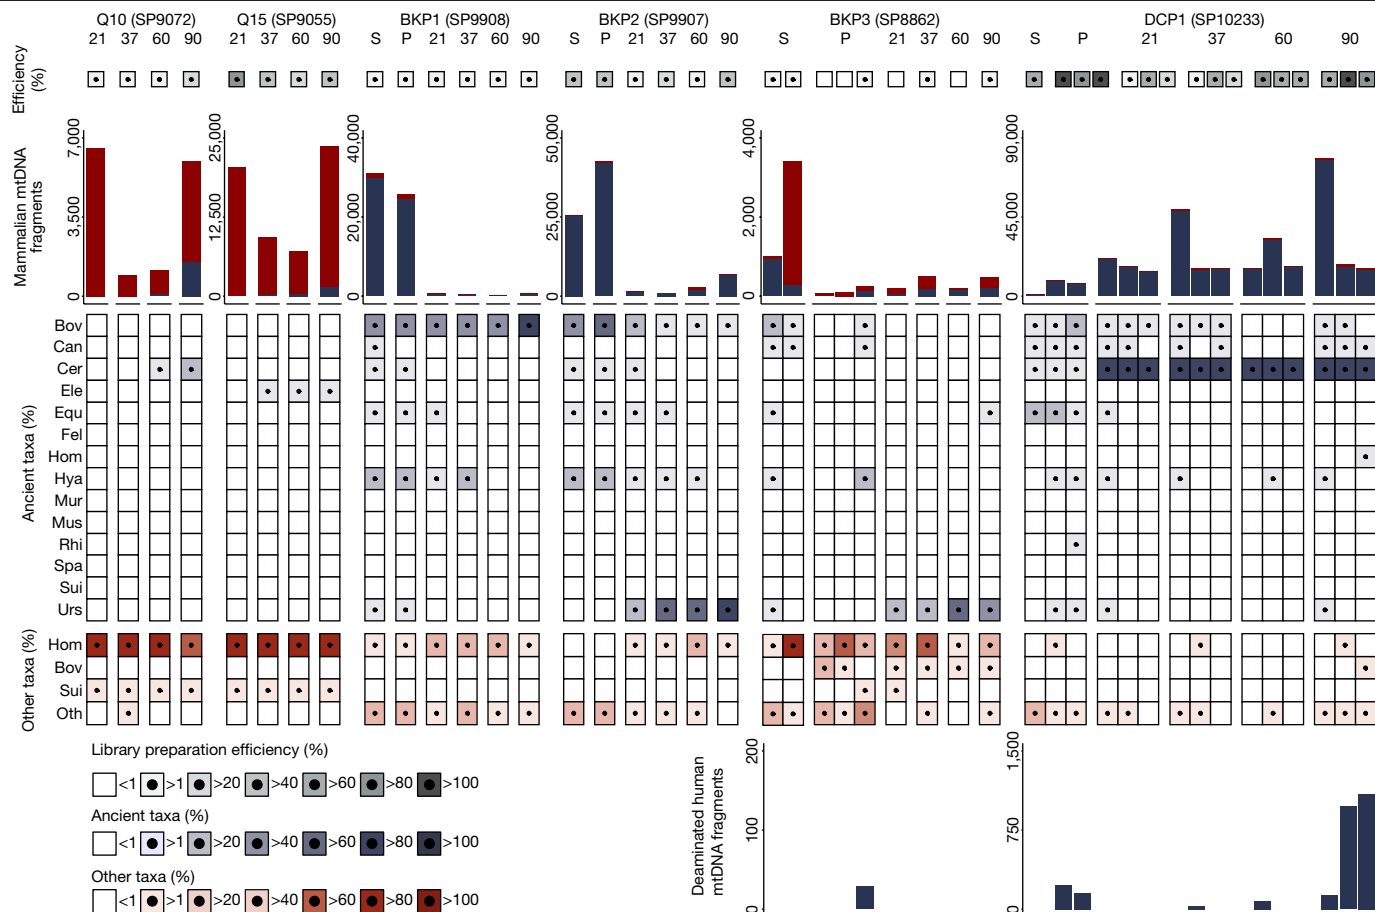 Q10 (SP9072) Q15 (SP9055) BKP1 (SP9908) BKP2 (SP9907) BKP3 (SP8862) DCP1 (SP10233)
21 37 60 90 21 37 60 90 S P 21 37 60 90 S P 21 37 60 90 S P 21 37 60 90 S P 21 37 60 90
Efficiency
(%)
Mammalian mtDNA
fragments
7,000 25,000 40,000 50,000 4,000 90,000
3,500 12,500 20,000 25,000 2,000 45,000
0 0 0 0 0 0
Ancient taxa (%)
Bov
Can
Cer
Ele
Equ
Fel
Hom
Hya
Mur
Mus
Rhi
Spa
Sui
Urs
Other taxa (%)
Hom
Bov
Sui
Oth
Library preparation efficiency (%)
<1 >1 >20 >40 >60 >80 >100
Ancient taxa (%)
<1 >1 >20 >40 >60 >80 >100
Other taxa (%)
<1 >1 >20 >40 >60 >80 >100
Deaminated human
mtDNA fragments
200 1,500
100 750
0 0